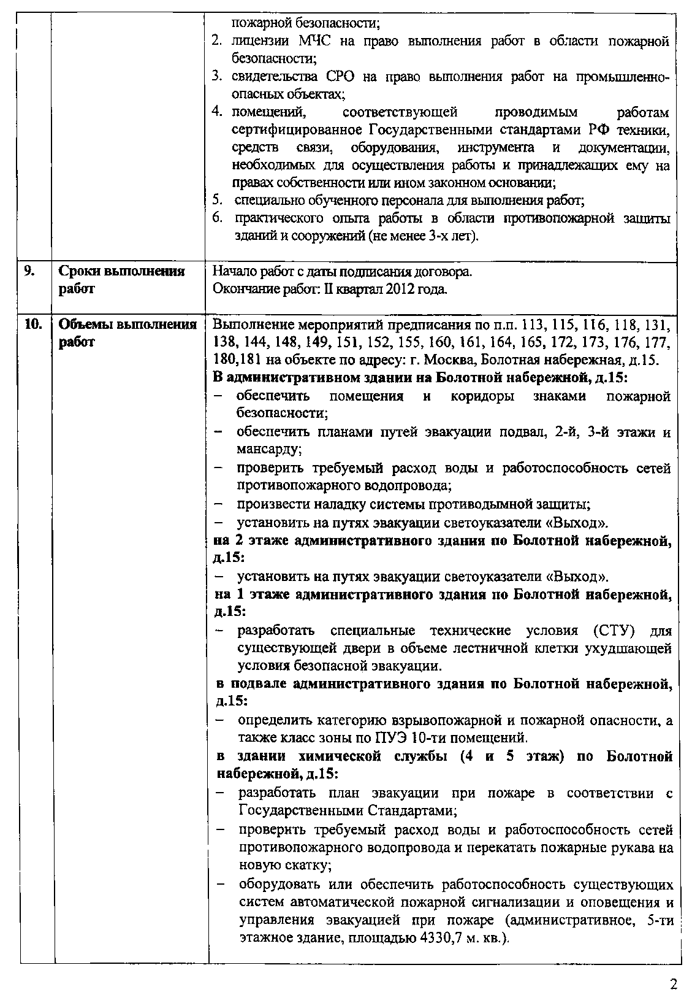 пожарной безопасности;
2. лицензии МЧС на право выполнения работ в области пожарной
безопасности;
3. свидетельства СРО на право выполнения работ на промышленно-
опасных объектах;
4. помещений, соответствующей проводимым работам
сертифицированное Государственными стандартами РФ техники,
средств связи, оборудования, инструмента и документации,
необходимых для осуществления работы и принадлежащих ему на
правах собственности или ином законном основании;
5. специально обученного персонала для выполнения работ;
6. практического опыта работы в области противопожарной защиты
зданий и сооружений (не менее 3-х лет).
9. Сроки выполнения
работ
Начало работ с даты подписания договора.
Окончание работ: II квартал 2012 года.
10. Объемы выполнения
работ
Выполнение мероприятий предписания по п.п. 113, 115, 116, 118, 131,
138, 144, 148, 149, 151, 152, 155, 160, 161, 164, 165, 172, 173, 176, 177,
180,181 на объекте по адресу: г. Москва, Болотная набережная, д.15.
В административном здании на Болотной набережной, д.15:
– обеспечить помещения и коридоры знаками пожарной
безопасности;
– обеспечить планами путей эвакуации подвал, 2-й, 3-й этажи и
мансарду;
– проверить требуемый расход воды и работоспособность сетей
противопожарного водопровода;
– произвести наладку системы противодымной защиты;
– установить на путях эвакуации светоуказатели «Выход».
на 2 этаже административного здания по Болотной набережной,
д.15:
– установить на путях эвакуации светоуказатели «Выход».
на 1 этаже административного здания по Болотной набережной,
д.15:
– разработать специальные технические условия (СТУ) для
существующей двери в объеме лестничной клетки ухудшающей
условия безопасной эвакуации.
в подвале административного здания по Болотной набережной,
д.15:
– определить категорию взрывопожарной и пожарной опасности, а
также класс зоны по ПУЭ 10-ти помещений.
в здании химической службы (4 и 5 этаж) по Болотной
набережной, д.15:
– разработать план эвакуации при пожаре в соответствии с
Государственными Стандартами;
– проверить требуемый расход воды и работоспособность сетей
противопожарного водопровода и перекатать пожарные рукава на
новую скатку;
– оборудовать или обеспечить работоспособность существующих
систем автоматической пожарной сигнализации и оповещения и
управления эвакуацией при пожаре (административное, 5-ти
этажное здание, площадью 4330,7 м. кв.).
2